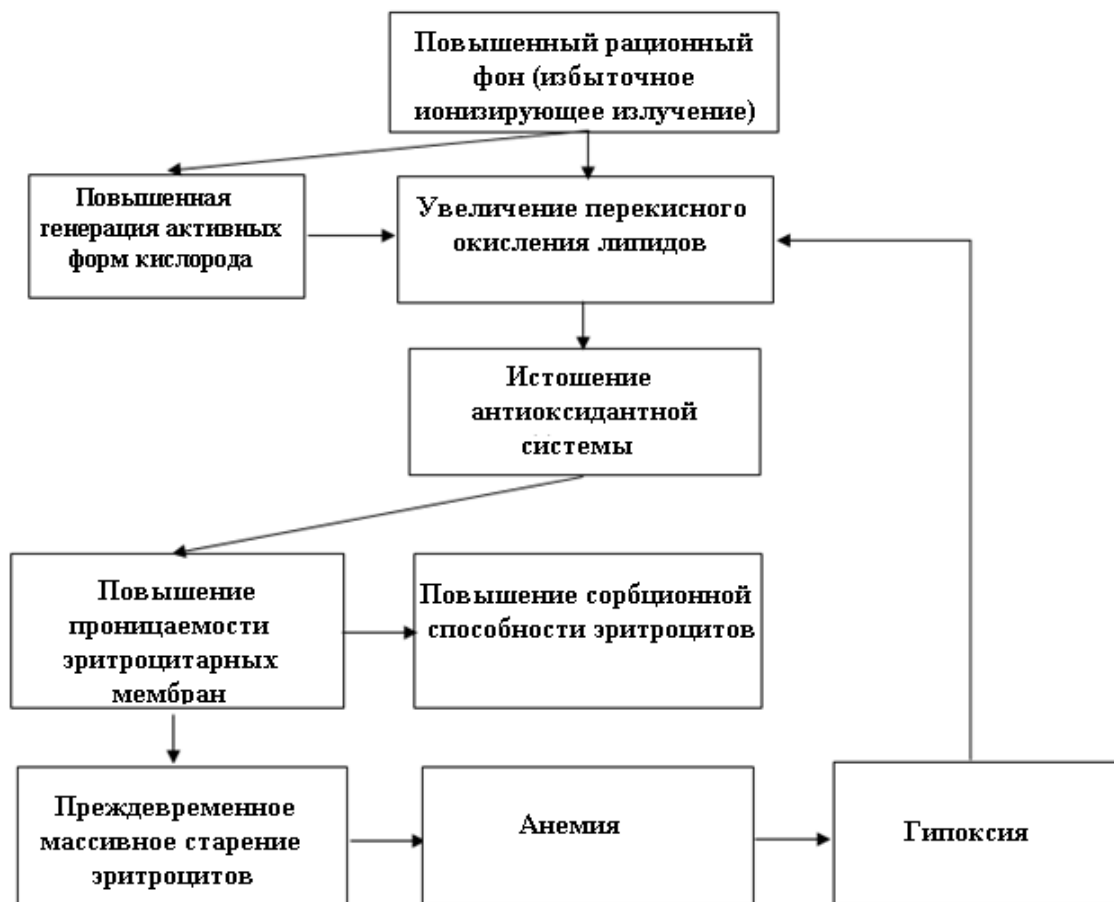 Повышенный рационный
фон (избыточное
ионизирующее излучение)
Повышенная
генерация активных
форм кислорода
Увеличение перекисного
окисления липидов
Истошение
антиоксидантной
системы
Повышение
проницаемости
эритроцитарных
мембран
Повышение сорбционной
способности эритроцитов
Преждевременное
массивное старение
эритроцитов
Анемия
Гипоксия